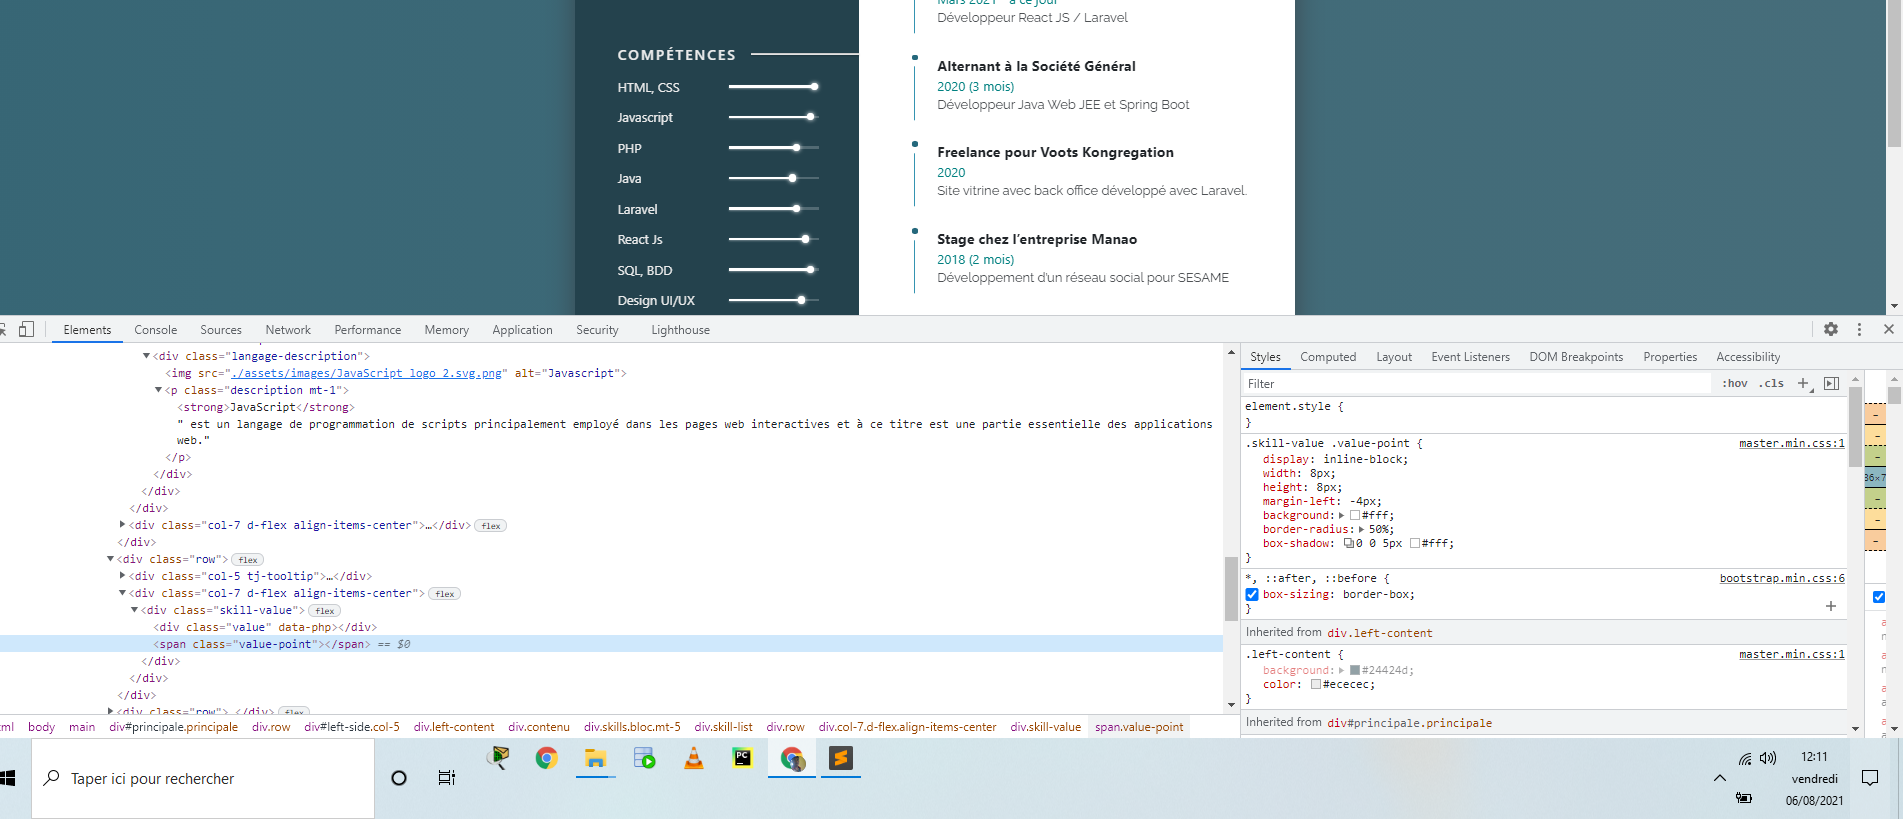 Mars 2021 - à ce jour
Développeur React JS / Laravel
COMPÉTENCES
HTML, CSS
Javascript
PHP
Java
Laravel
React Js
SQL, BDD
Design UI/UX
Alternant à la Société Général
2020 (3 mois)
Développeur Java Web JEE et Spring Boot
Freelance pour Voots Kongregation
2020
Site vitrine avec back office développé avec Laravel.
Stage chez l'entreprise Manao
2018 (2 mois)
Développement d'un réseau social pour SESAME
Elements Console Sources Network Performance Memory Application Security Lighthouse
<div class="langage-description">
<img src="./assets/images/JavaScript_logo_2.svg.png" alt="Javascript">
<p class="description mt-1">
<strong>JavaScript</strong>
" est un langage de programmation de scripts principalement employé dans les pages web interactives et à ce titre est une partie essentielle des applications
web."
</p>
</div>
</div>
</div>
<div class="col-7 d-flex align-items-center">…</div> flex
</div>
<div class="row"> flex
<div class="col-5 tj-tooltip">…</div>
<div class="col-7 d-flex align-items-center"> flex
<div class="skill-value"> flex
<div class="value" data-php></div>
<span class="value-point"></span> == $0
</div>
</div>
</div>
<div class="row">…</div> flex
tml body main div#principale.principale div.row div#left-side.col-5 div.left-content div.contenu div.skills.bloc.mt-5 div.skill-list div.row div.col-7.d-flex.align-items-center div.skill-value span.value-point
Styles Computed Layout Event Listeners DOM Breakpoints Properties Accessibility
Filter :hov .cls +
element.style {
}
.skill-value .value-point { master.min.css:1
display: inline-block;
width: 8px;
height: 8px;
margin-left: -4px;
background: #fff;
border-radius: 50%;
box-shadow: 0 0 5px #fff;
}
*, ::after, ::before { bootstrap.min.css:6
box-sizing: border-box;
}
Inherited from div.left-content
.left-content { master.min.css:1
background: #24424d;
color: #ececec;
}
Inherited from div#principale.principale
Taper ici pour rechercher
PC
12:11
vendredi
06/08/2021